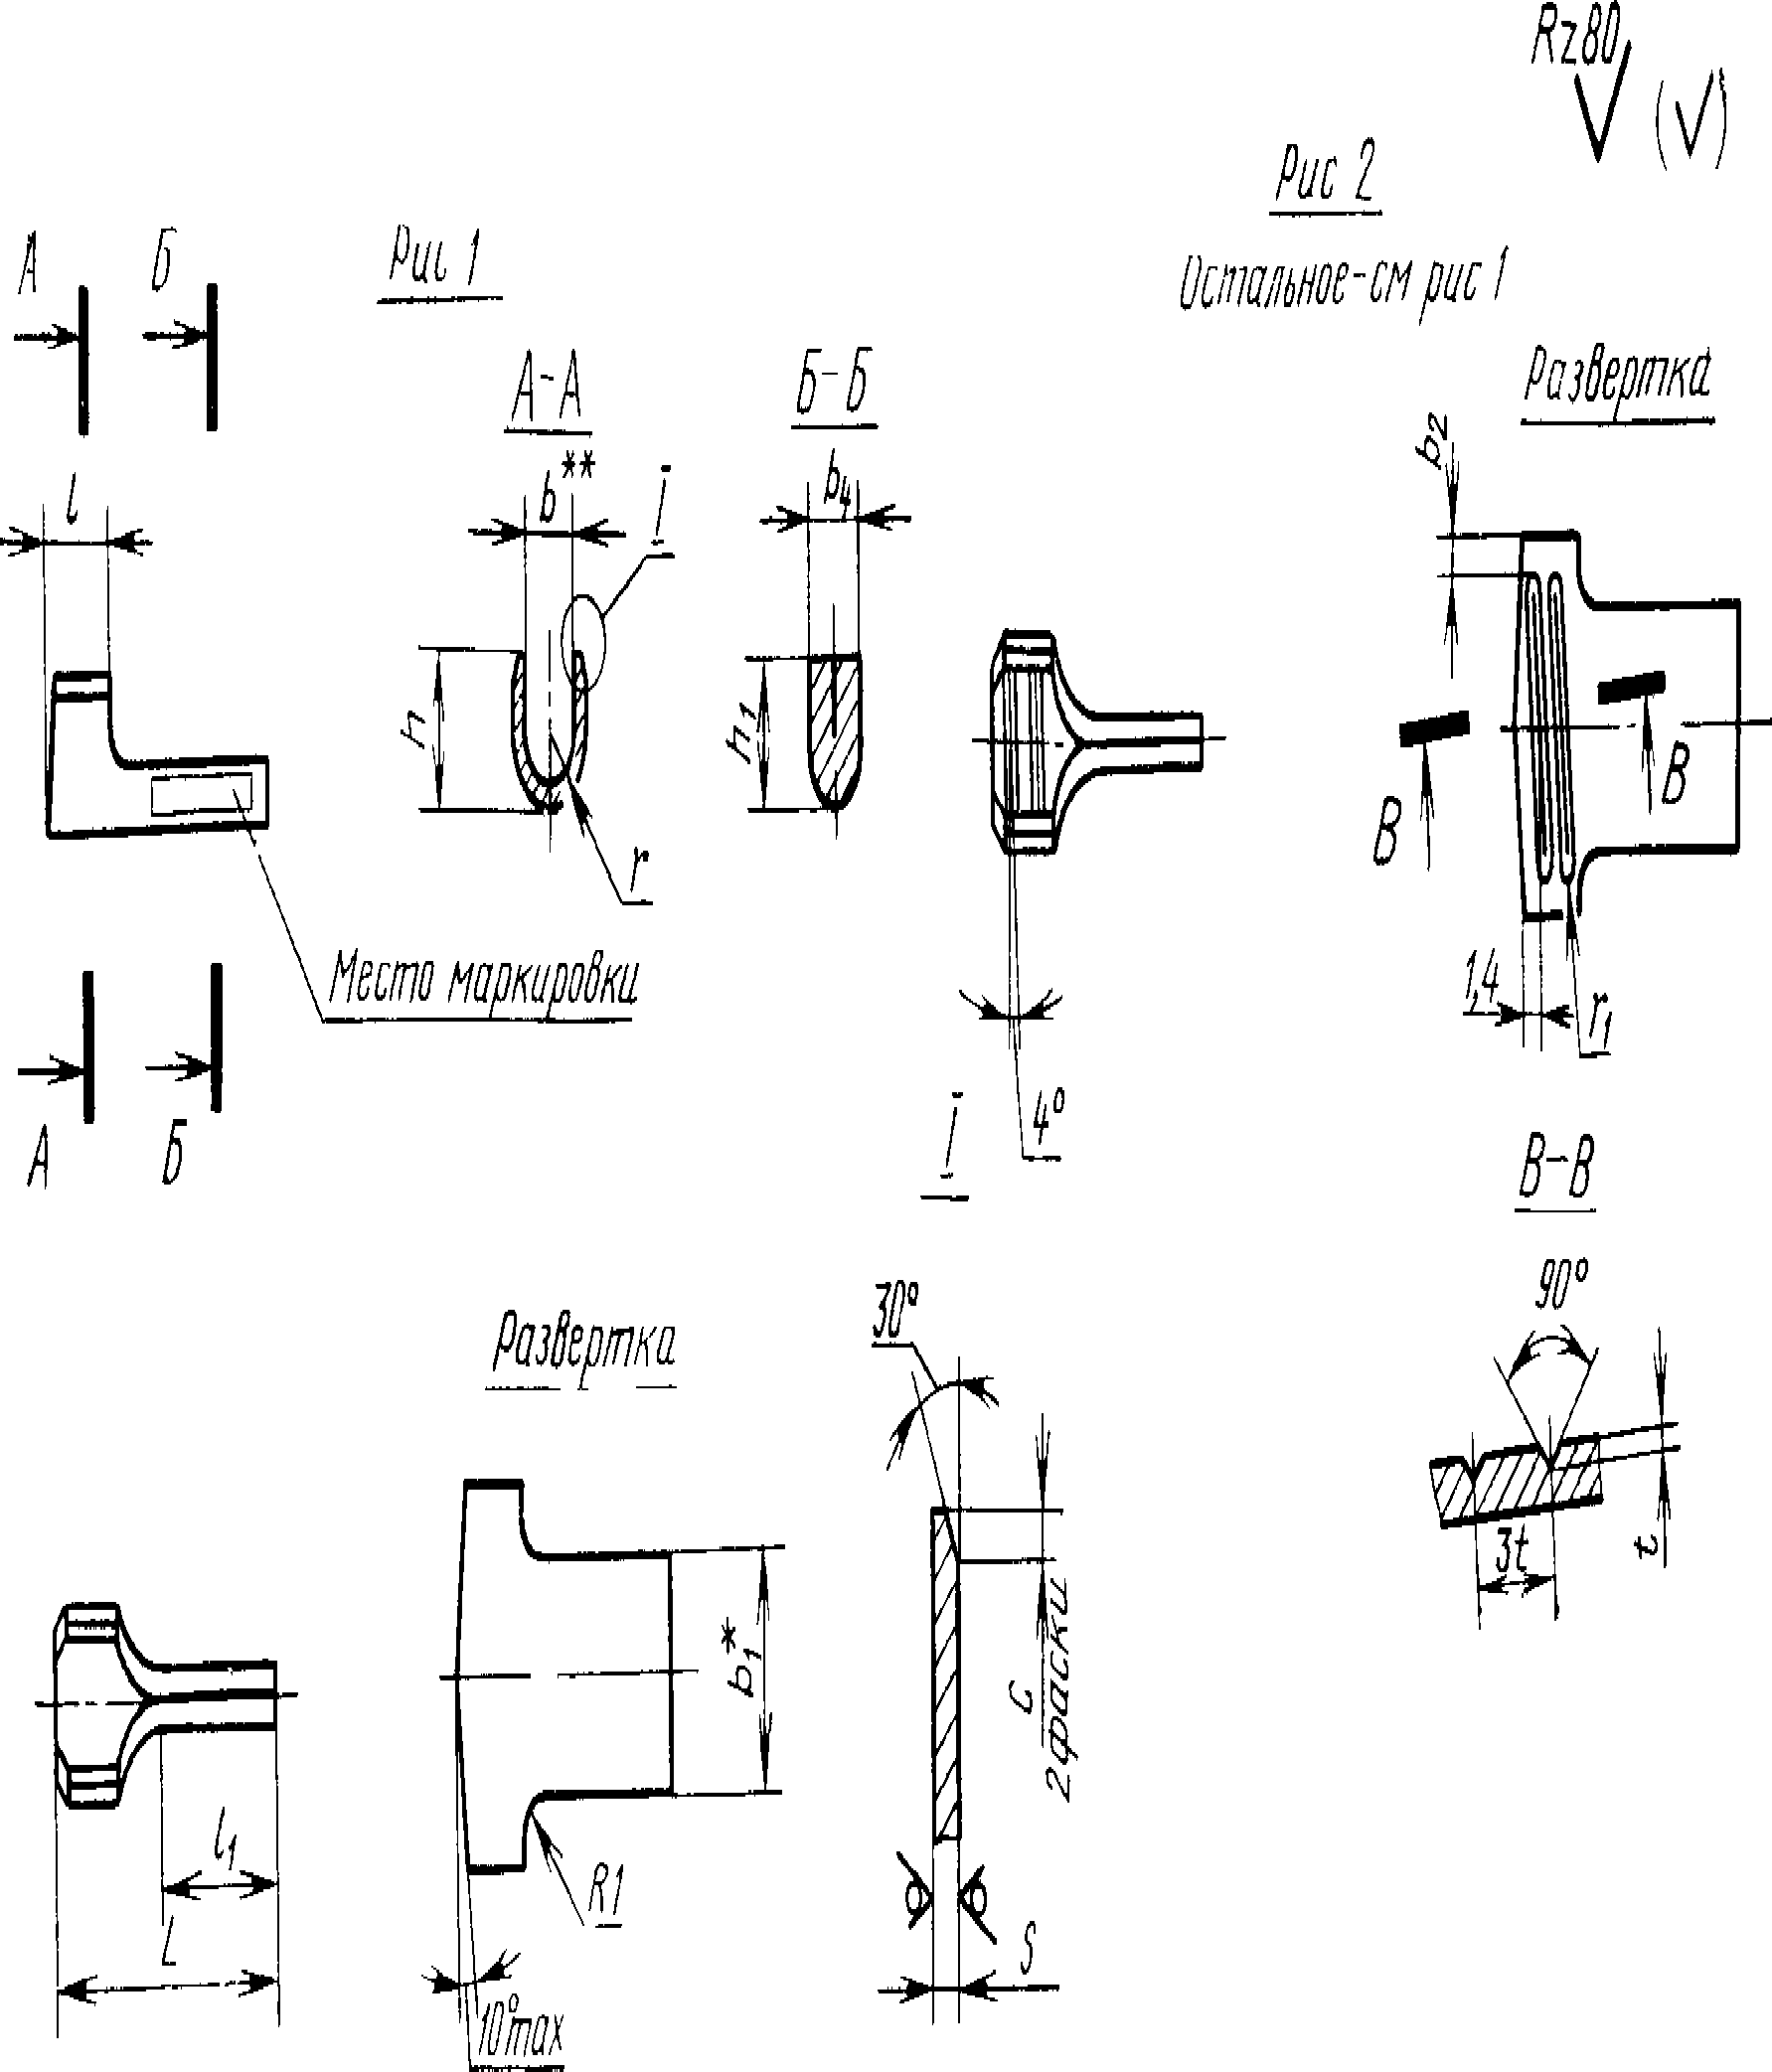 Rz80
(√)
Рис 2
Остальное-см рис 1
Рис 1
А
Б
А-А
Б-Б
Развертка
l
b**
I
b4
b2
h
h1
r
В
В
Место маркировки
1,4
r1
4°
А
Б
I
В-В
30°
90°
Развертка
3t
t
b1*
c
2 фаски
l1
L
R1
10° max
S